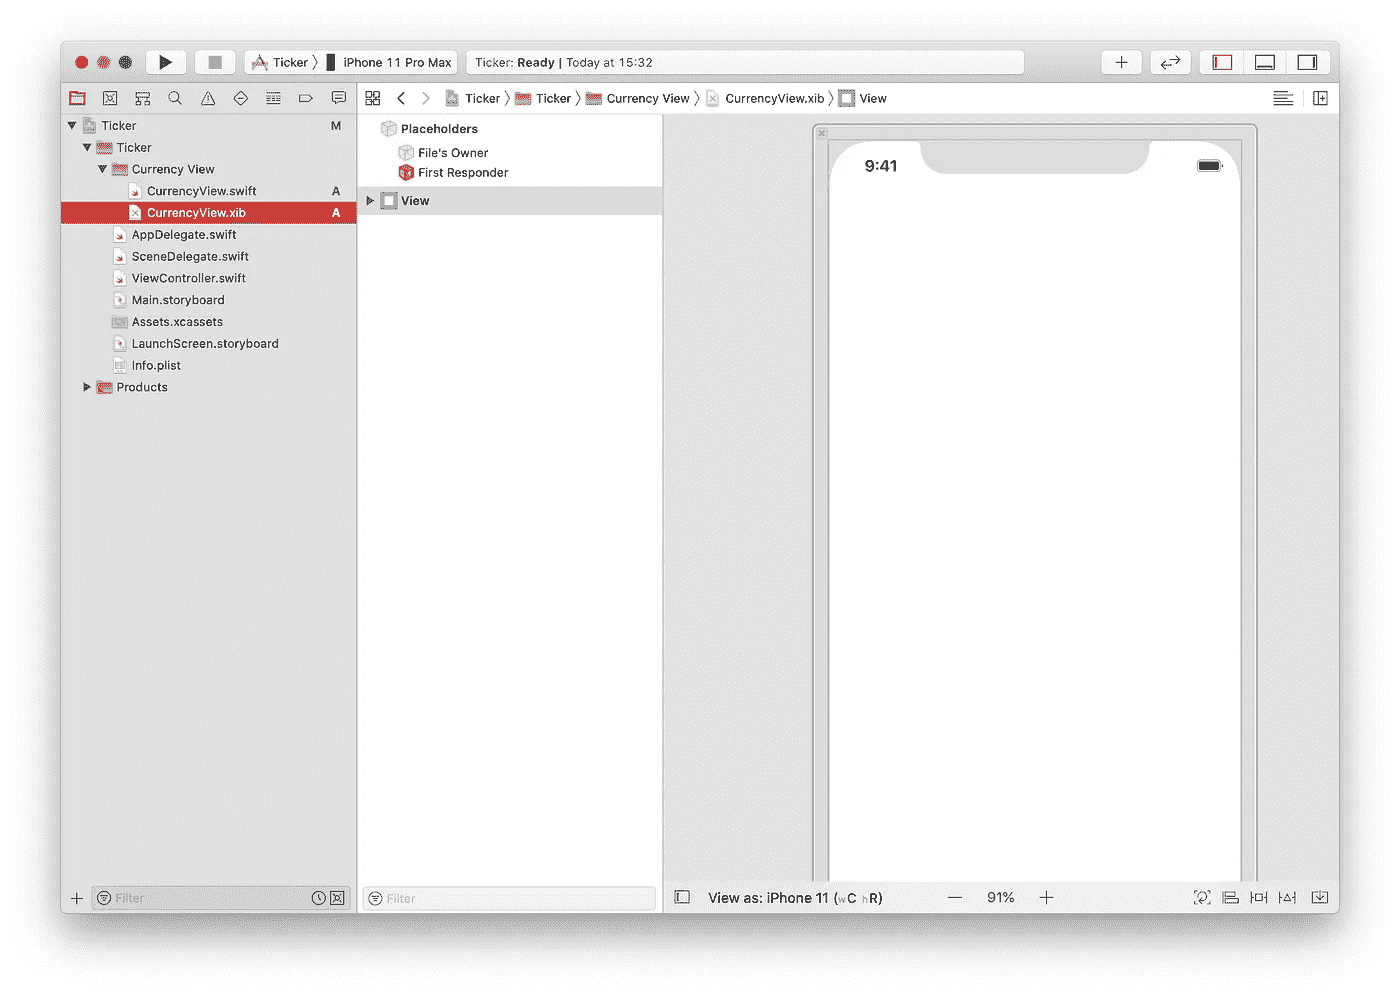 Ticker 〉 iPhone 11 Pro Max
Ticker: Ready | Today at 15:32
Ticker 〉 Ticker 〉 Currency View 〉 CurrencyView.xib 〉 View
Ticker M
Ticker
Currency View
CurrencyView.swift A
CurrencyView.xib A
AppDelegate.swift
SceneDelegate.swift
ViewController.swift
Main.storyboard
Assets.xcassets
LaunchScreen.storyboard
Info.plist
Products
Filter
Placeholders
File's Owner
First Responder
View
Filter
9:41
View as: iPhone 11 (wC hR)
91%